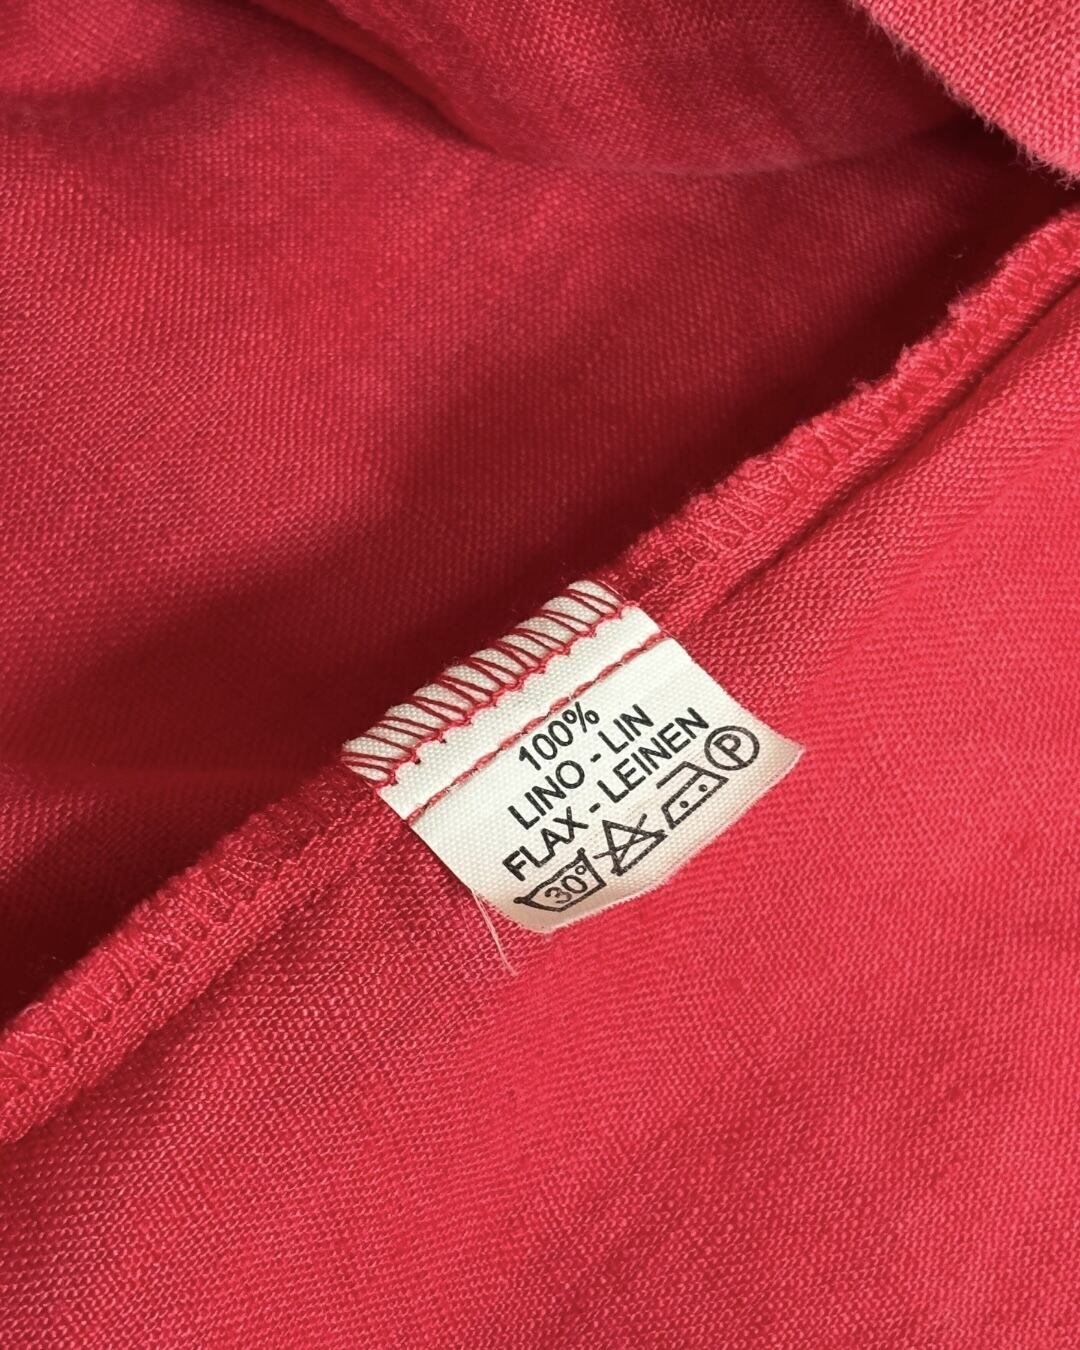 100%
LINO - LIN
FLAX - LEINEN
30° P